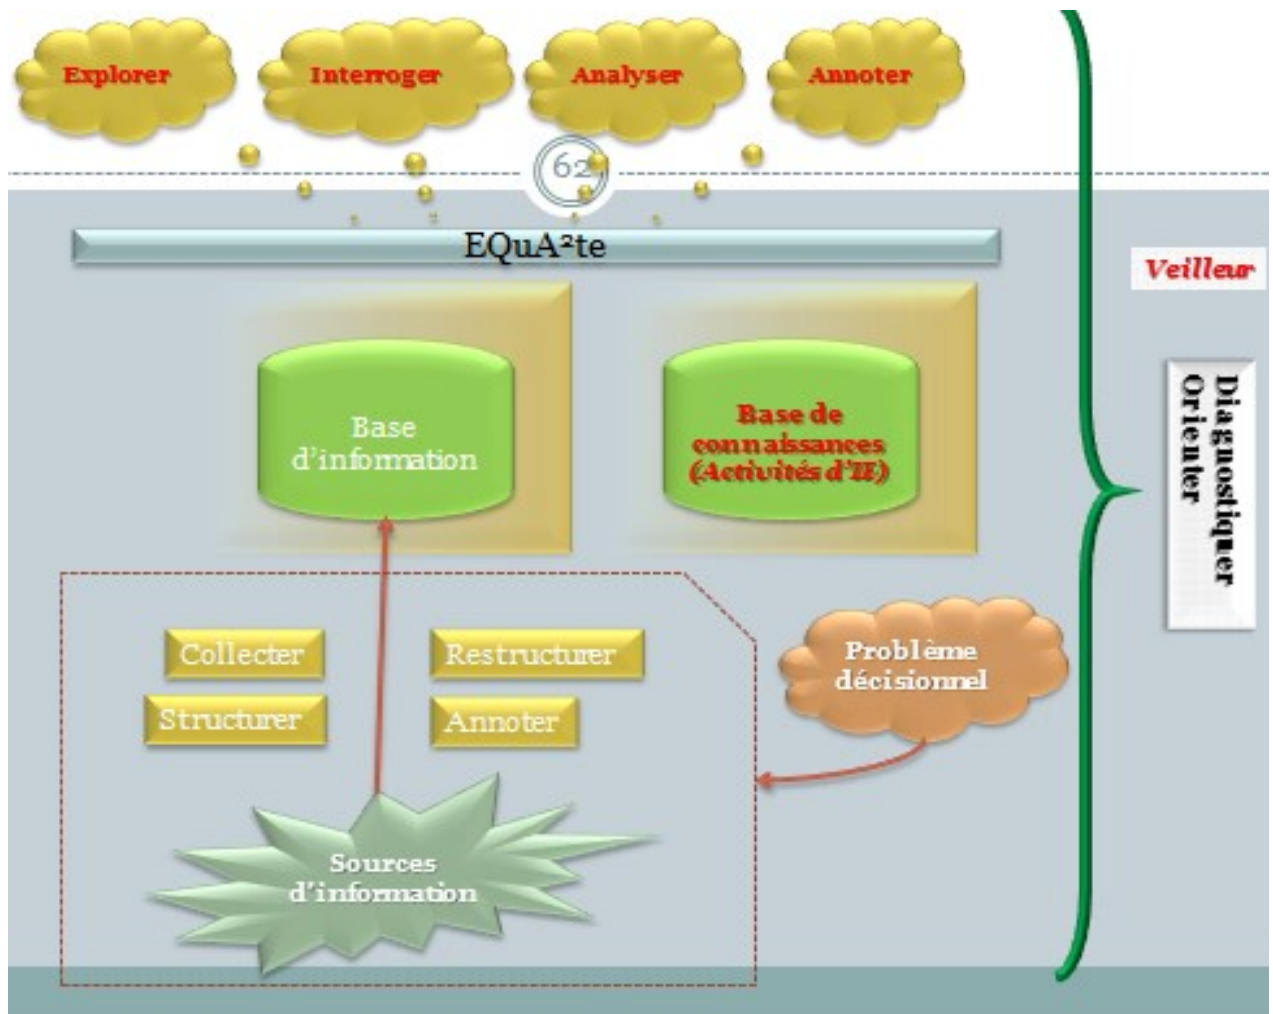 Explorer
Interroger
Analyser
Annoter
62
EQuA²te
Veilleur
Base
d'information
Base de
connaissances
(Activités d'IE)
Diagnostiquer
Orienter
Collecter
Restructurer
Structurer
Annoter
Problème
décisionnel
Sources
d'information